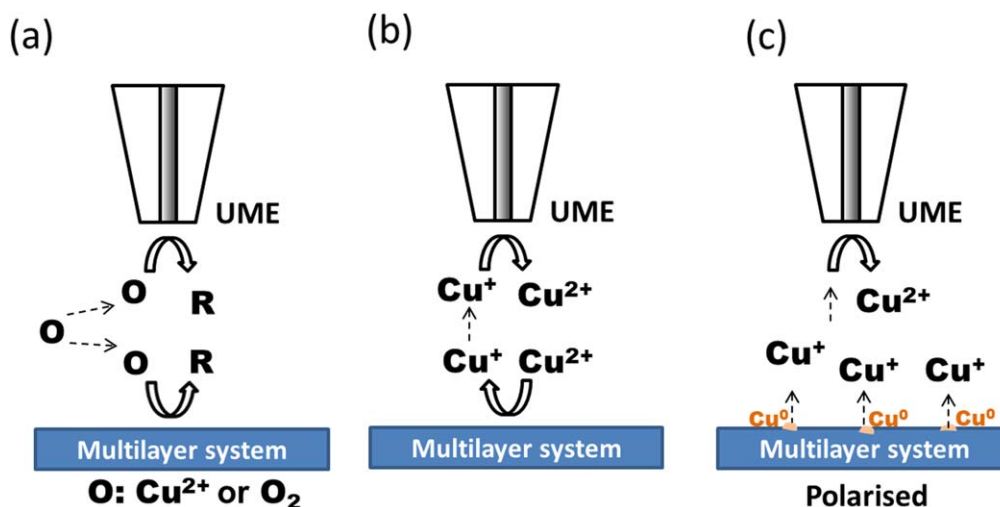 (a)
UME
O
R
O
O
R
Multilayer system
O: Cu²⁺ or O₂
(b)
UME
Cu⁺ Cu²⁺
Cu⁺ Cu²⁺
Multilayer system
(c)
UME
Cu²⁺
Cu⁺
Cu⁺
Cu⁺
Cu⁰
Cu⁰
Cu⁰
Multilayer system
Polarised